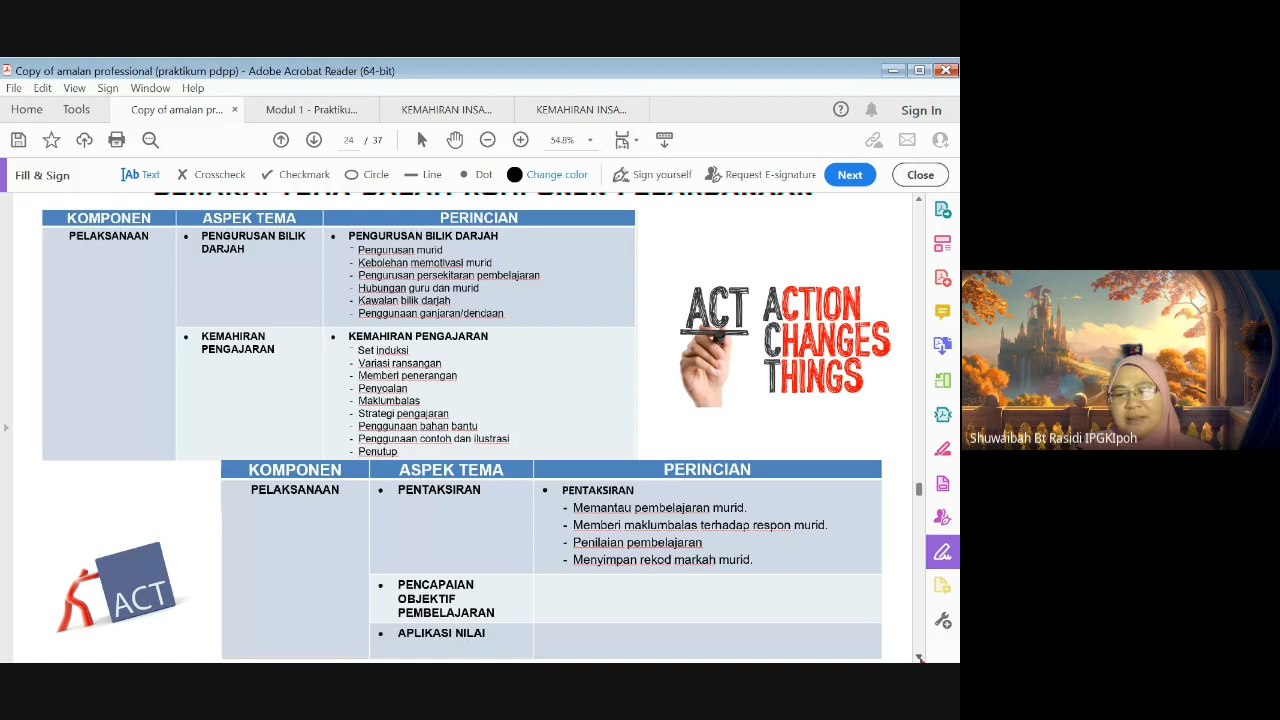 Copy of amalan professional (praktikum pdpp) - Adobe Acrobat Reader (64-bit)
File Edit View Sign Window Help
Home Tools Copy of amalan pr... × Modul 1 - Praktiku... KEMAHIRAN INSA... KEMAHIRAN INSA... Sign In
24 / 37 54.8%
Fill & Sign Ab Text Crosscheck Checkmark Circle Line Dot Change color Sign yourself Request E-signature Next Close
KOMPONEN ASPEK TEMA PERINCIAN
PELAKSANAAN
• PENGURUSAN BILIK
DARJAH
• PENGURUSAN BILIK DARJAH
- Pengurusan murid
- Kebolehan memotivasi murid
- Pengurusan persekitaran pembelajaran
- Hubungan guru dan murid
- Kawalan bilik darjah
- Penggunaan ganjaran/dendaan
• KEMAHIRAN
PENGAJARAN
• KEMAHIRAN PENGAJARAN
- Set induksi
- Variasi ransangan
- Memberi penerangan
- Penyoalan
- Maklumbalas
- Strategi pengajaran
- Penggunaan bahan bantu
- Penggunaan contoh dan ilustrasi
- Penutup
ACT ACTION
CHANGES
THINGS
KOMPONEN ASPEK TEMA PERINCIAN
PELAKSANAAN
• PENTAKSIRAN
• PENTAKSIRAN
- Memantau pembelajaran murid.
- Memberi maklumbalas terhadap respon murid.
- Penilaian pembelajaran
- Menyimpan rekod markah murid.
• PENCAPAIAN
OBJEKTIF
PEMBELAJARAN
• APLIKASI NILAI
ACT
Shuwaibah Bt Rasidi IPGKIpoh